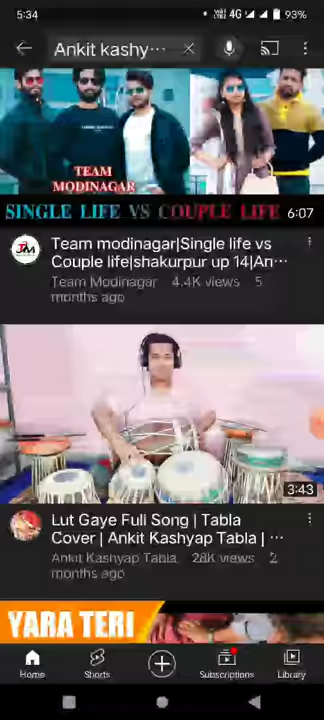 5:34
4G
93%
Ankit kashy···
TEAM
MODINAGAR
SINGLE LIFE VS COUPLE LIFE
6:07
Team modinagar|Single life vs
Couple life|shakurpur up 14|An···
Team Modinagar 4.4K views 5
months ago
3:43
Lut Gaye Full Song | Tabla
Cover | Ankit Kashyap Tabla | ···
Ankit Kashyap Tabla 28K views 2
months ago
YARA TERI
Home
Shorts
Subscriptions
Library